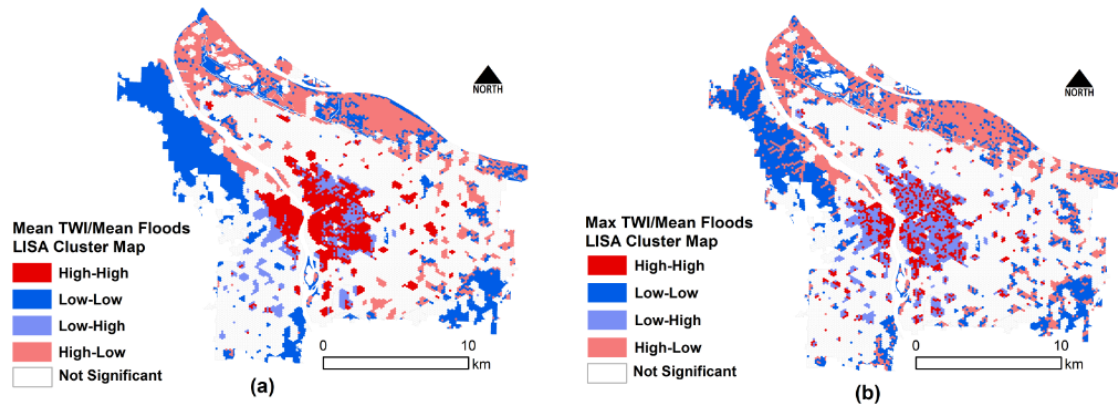 NORTH
Mean TWI/Mean Floods
LISA Cluster Map
High-High
Low-Low
Low-High
High-Low
Not Significant
0 10
km
(a)
NORTH
Max TWI/Mean Floods
LISA Cluster Map
High-High
Low-Low
Low-High
High-Low
Not Significant
0 10
km
(b)